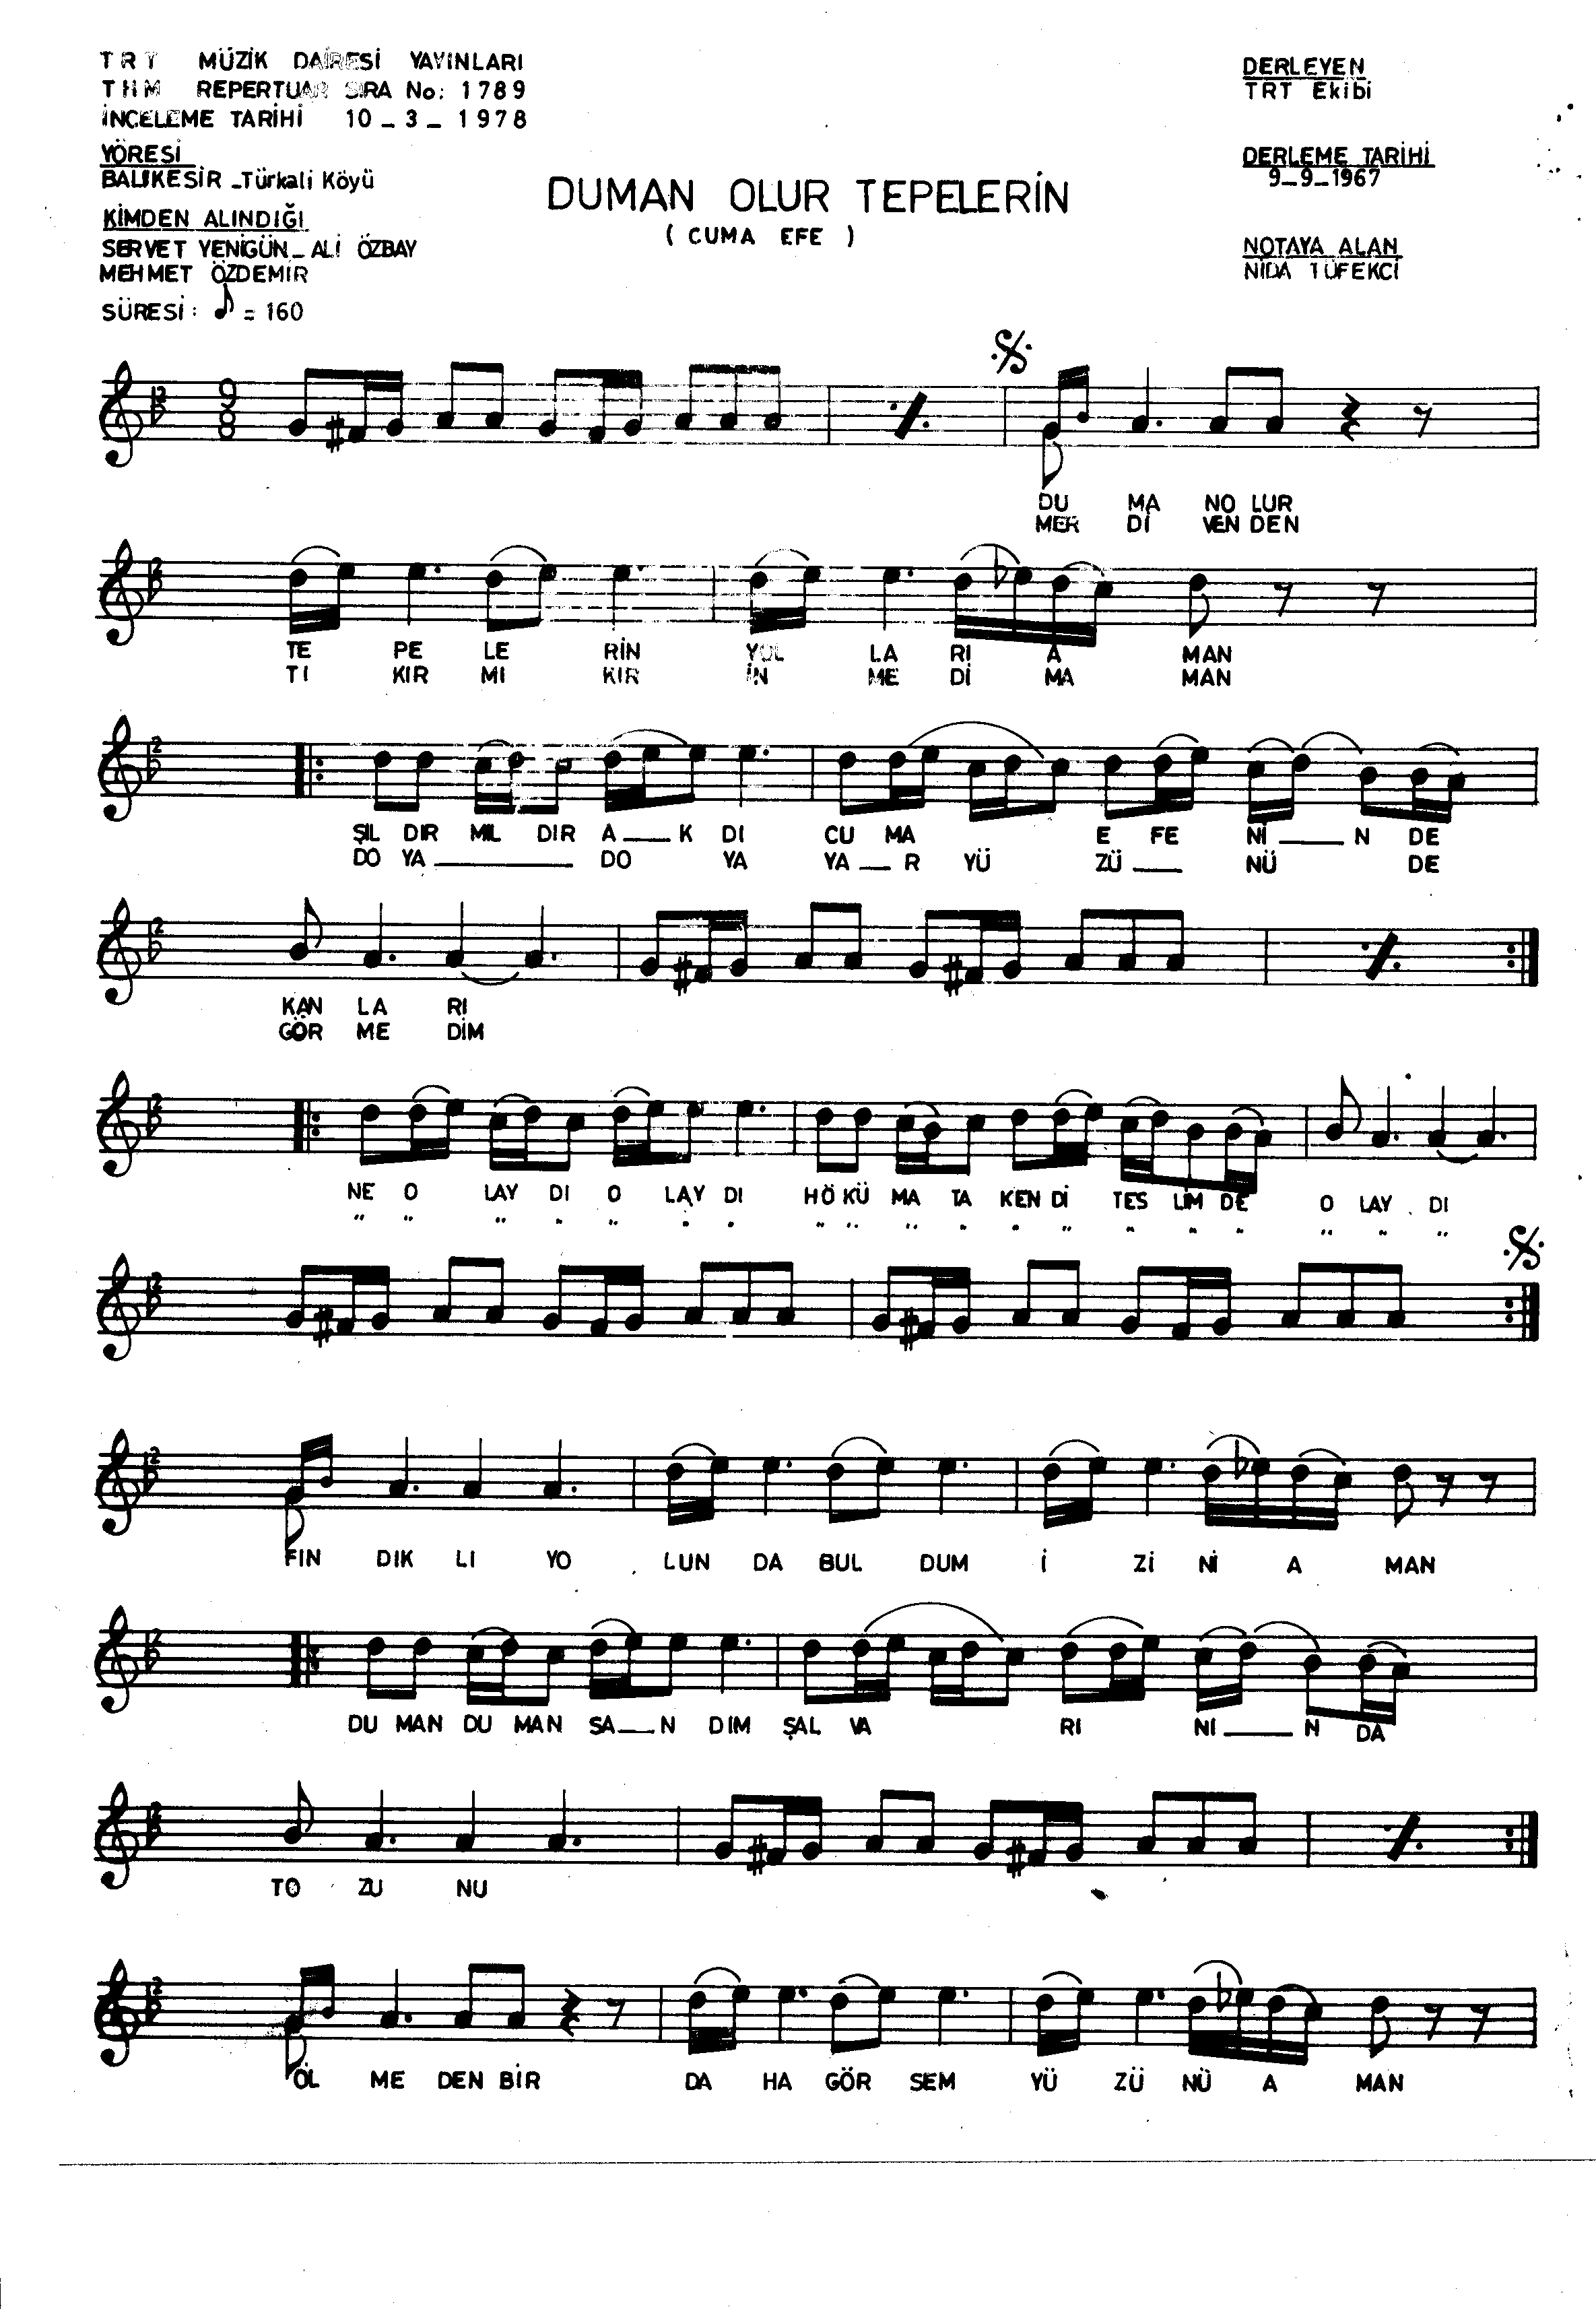 TRT MÜZİK DAİRESİ YAYINLARI
THM REPERTUAR SIRA No: 1789
İNCELEME TARİHİ 10_3_1978
YÖRESİ
BALIKESİR _Türkali Köyü
KİMDEN ALINDIĞI
SERVET YENİGÜN_ALİ ÖZBAY
MEHMET ÖZDEMİR
SÜRESİ: ♪ = 160
DUMAN OLUR TEPELERİN
( CUMA EFE )
DERLEYEN
TRT Ekibi
DERLEME TARİHİ
9_9_1967
NOTAYA ALAN
NİDA TÜFEKCİ
9
8
DU MA NO LUR
MER Dİ VEN DEN
TE PE LE RİN YOL LA RI A MAN
TI KIR MI KIR İN ME Dİ MA MAN
ŞIL DIR MIL DIR A___K DI CU MA E FE Nİ___N DE
DO YA___ DO YA YA__R YÜ ZÜ__ NÜ DE
KAN LA RI
GÖR ME DİM
NE O LAY DI O LAY DI HÖ KÜ MA TA KEN Dİ TES LİM DE O LAY DI
" " " " " " " " " " " " " " " " " " " "
FIN DIK LI YO LUN DA BUL DUM İ Zİ Nİ A MAN
DU MAN DU MAN SA__N DIM ŞAL VA RI NI___N DA
TO ZU NU
ÖL ME DEN BİR DA HA GÖR SEM YÜ ZÜ NÜ A MAN